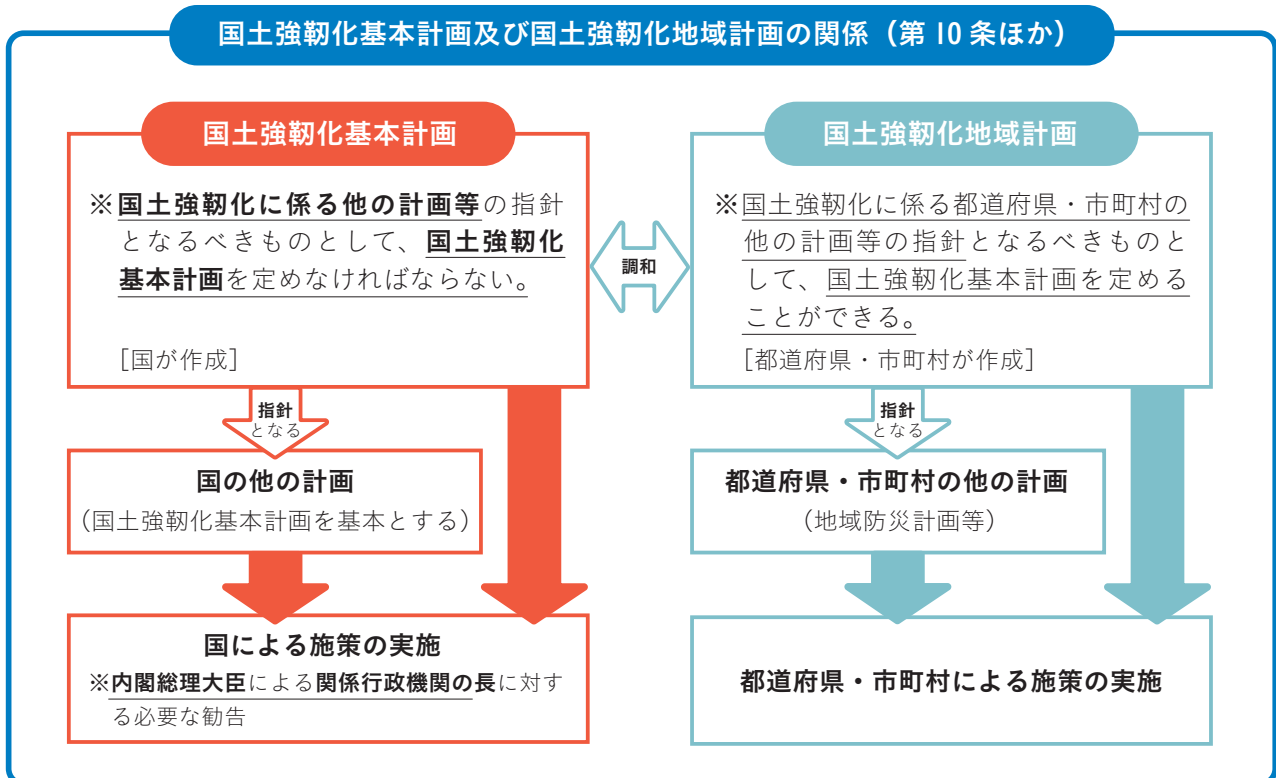 国土強靱化基本計画及び国土強靱化地域計画の関係（第10条ほか）
国土強靱化基本計画
※国土強靱化に係る他の計画等の指針
となるべきものとして、国土強靱化
基本計画を定めなければならない。
[国が作成]
調和
国土強靱化地域計画
※国土強靱化に係る都道府県・市町村の
他の計画等の指針となるべきものと
して、国土強靱化基本計画を定める
ことができる。
[都道府県・市町村が作成]
指針
となる
国の他の計画
（国土強靱化基本計画を基本とする）
指針
となる
都道府県・市町村の他の計画
（地域防災計画等）
国による施策の実施
※内閣総理大臣による関係行政機関の長に対す
る必要な勧告
都道府県・市町村による施策の実施